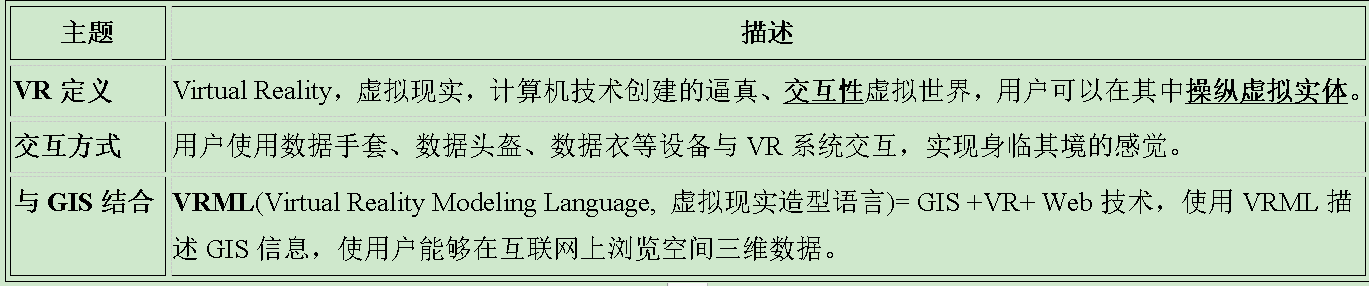 主题 描述
VR 定义 Virtual Reality，虚拟现实，计算机技术创建的逼真、交互性虚拟世界，用户可以在其中操纵虚拟实体。
交互方式 用户使用数据手套、数据头盔、数据衣等设备与 VR 系统交互，实现身临其境的感觉。
与 GIS 结合 VRML(Virtual Reality Modeling Language, 虚拟现实造型语言)= GIS +VR+ Web 技术，使用 VRML 描
述 GIS 信息，使用户能够在互联网上浏览空间三维数据。